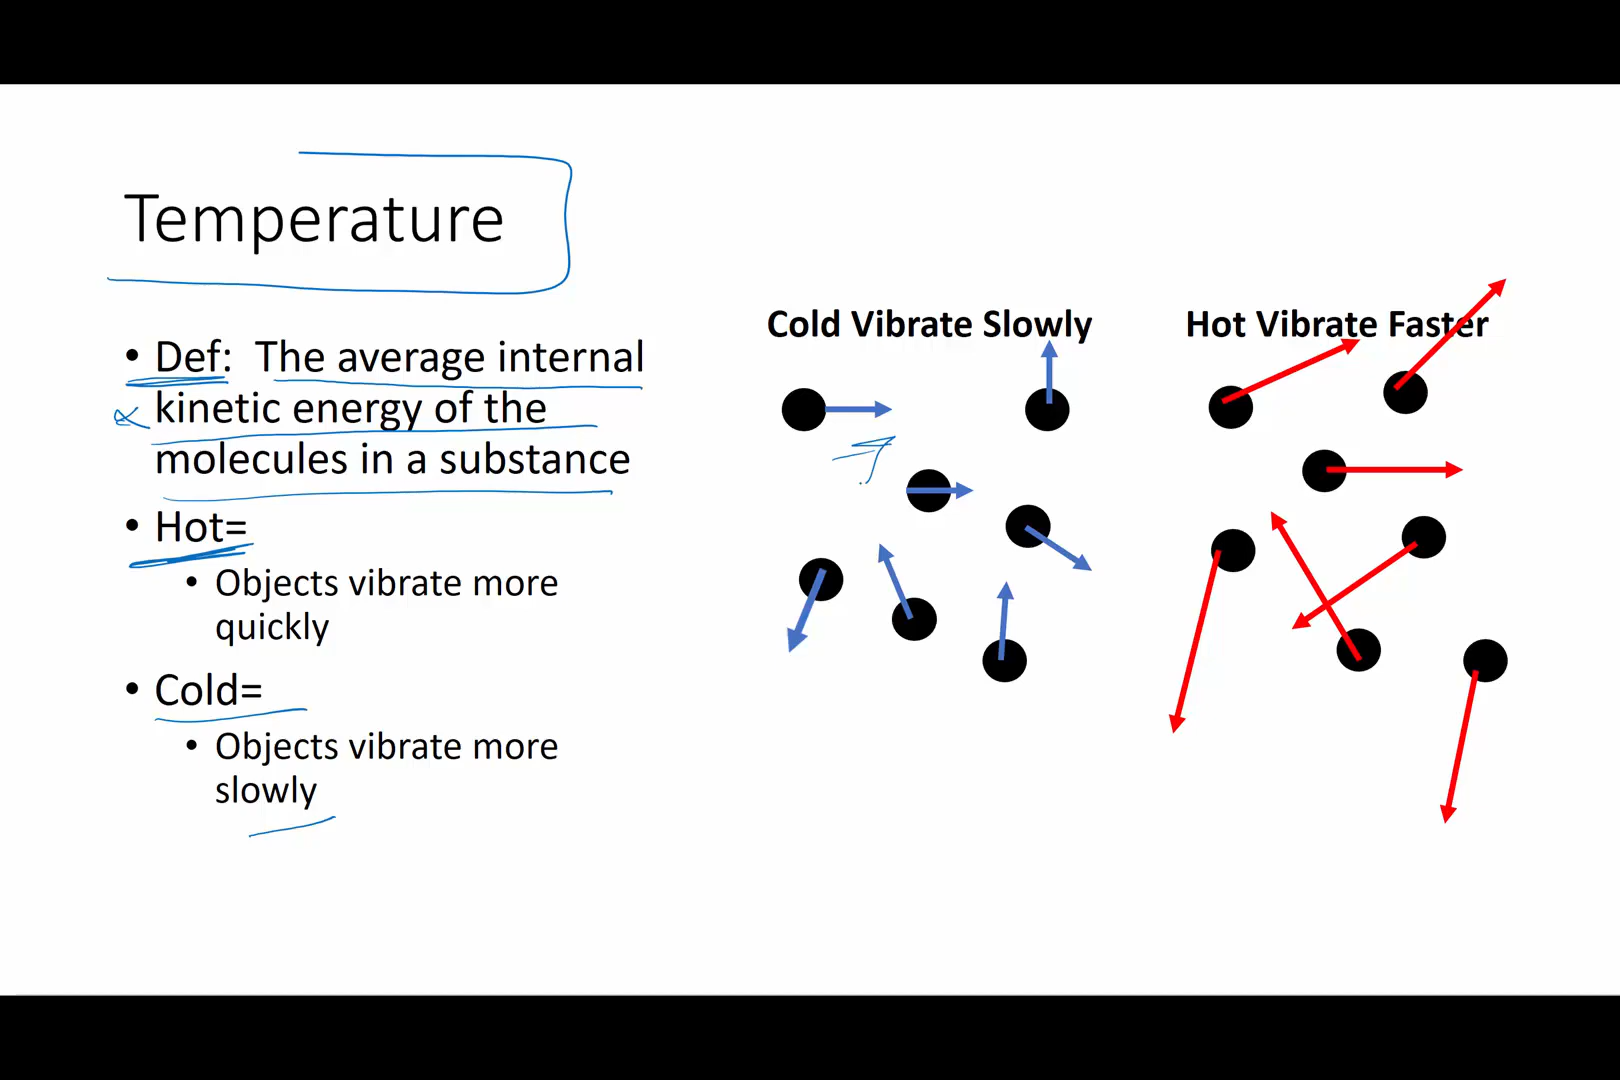 Temperature
• Def: The average internal
∝ kinetic energy of the
molecules in a substance
• Hot=
• Objects vibrate more
quickly
• Cold=
• Objects vibrate more
slowly
Cold Vibrate Slowly
Hot Vibrate Faster